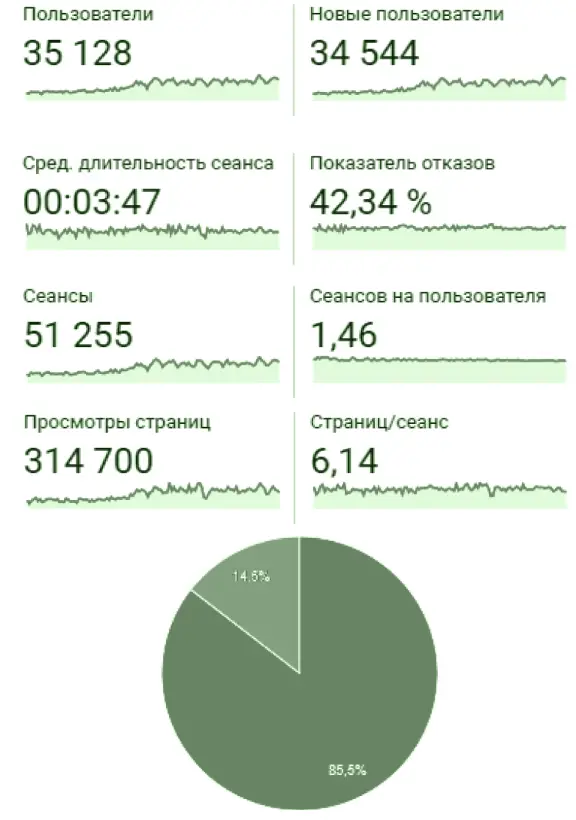 Пользователи
Новые пользователи
35 128
34 544
Сред. длительность сеанса
Показатель отказов
00:03:47
42,34 %
Сеансы
Сеансов на пользователя
51 255
1,46
Просмотры страниц
Страниц/сеанс
314 700
6,14
14,5%
85,5%